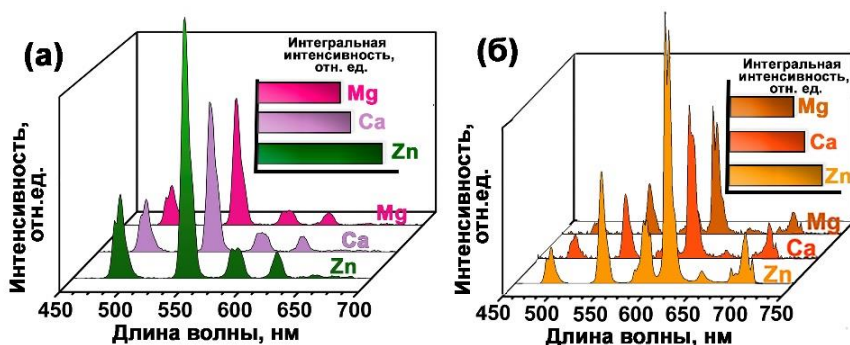 (а)
Интенсивность,
отн.ед.
Интегральная
интенсивность,
отн. ед.
Mg
Ca
Zn
Mg
Ca
Zn
450 500 550 600 650 700
Длина волны, нм
(б)
Интенсивность,
отн.ед.
Интегральная
интенсивность,
отн. ед.
Mg
Ca
Zn
Mg
Ca
Zn
450 500 550 600 650 700 750
Длина волны, нм